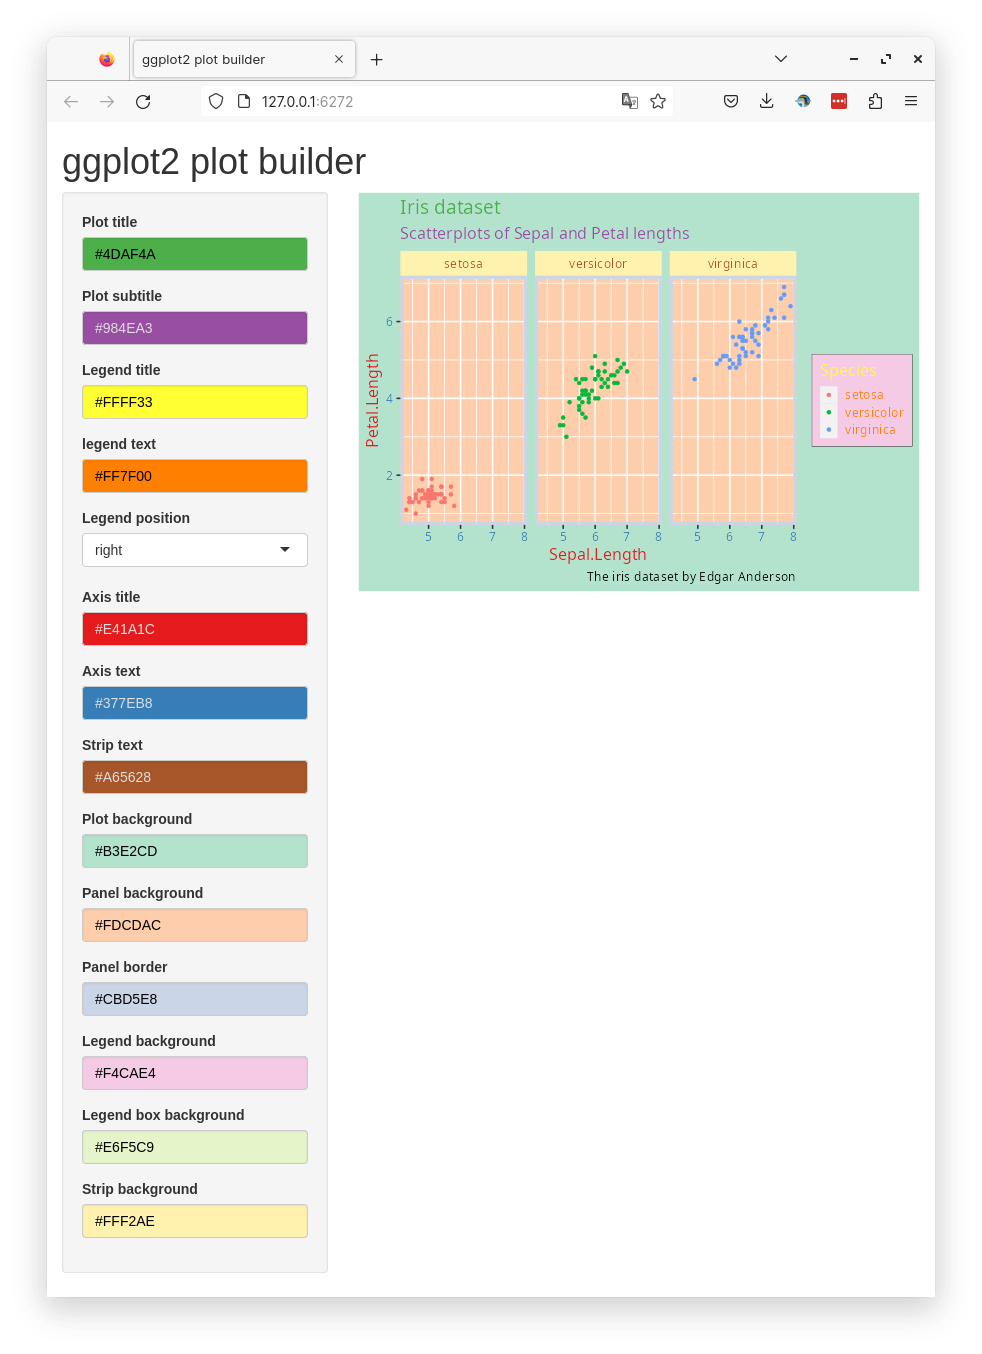 ggplot2 plot builder
127.0.0.1:6272
ggplot2 plot builder
Plot title
#4DAF4A
Plot subtitle
#984EA3
Legend title
#FFFF33
legend text
#FF7F00
Legend position
right
Axis title
#E41A1C
Axis text
#377EB8
Strip text
#A65628
Plot background
#B3E2CD
Panel background
#FDCDAC
Panel border
#CBD5E8
Legend background
#F4CAE4
Legend box background
#E6F5C9
Strip background
#FFF2AE
Iris dataset
Scatterplots of Sepal and Petal lengths
setosa versicolor virginica
6
4
2
Petal.Length
5 6 7 8 5 6 7 8 5 6 7 8
Sepal.Length
The iris dataset by Edgar Anderson
Species
setosa
versicolor
virginica